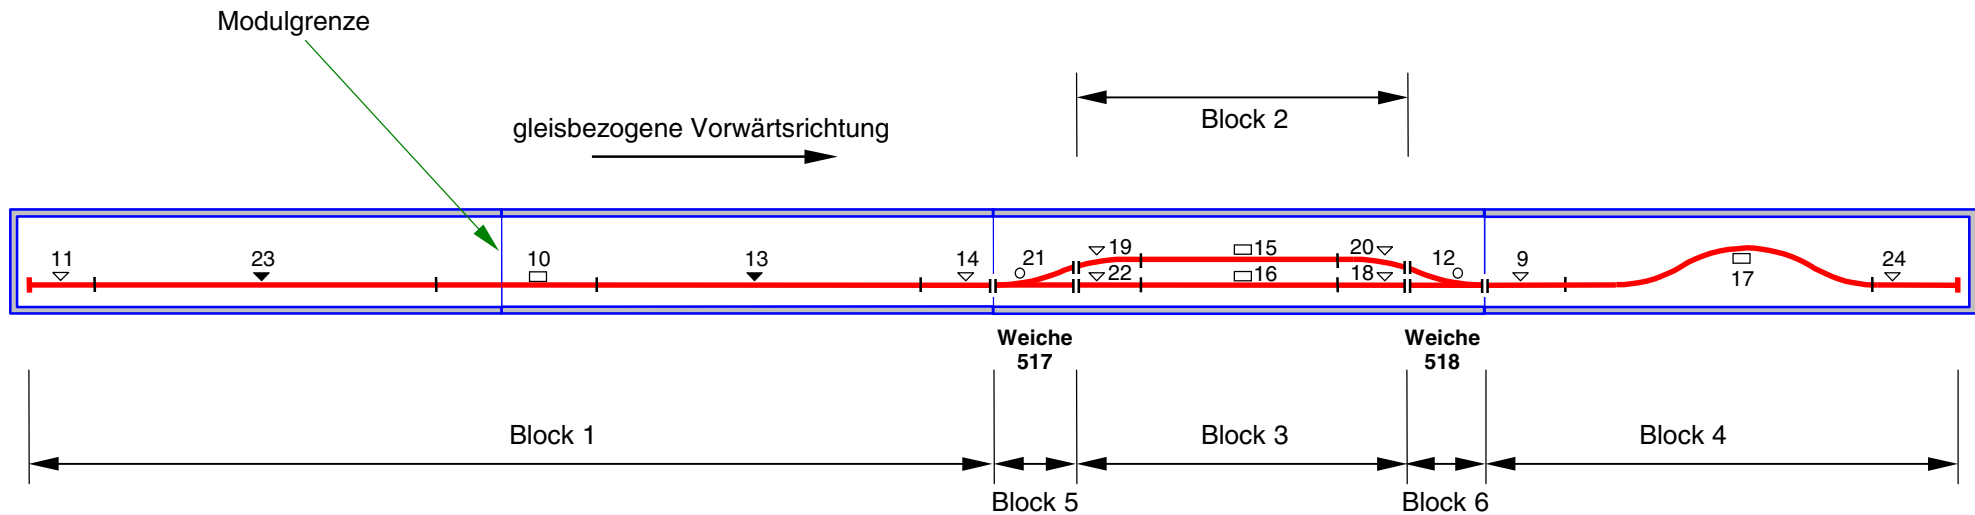 Modulgrenze
gleisbezogene Vorwärtsrichtung
Block 2
11
23
10
13
14
21
19
15
20
12
9
24
22
16
18
17
Weiche
517
Weiche
518
Block 1
Block 3
Block 4
Block 5
Block 6